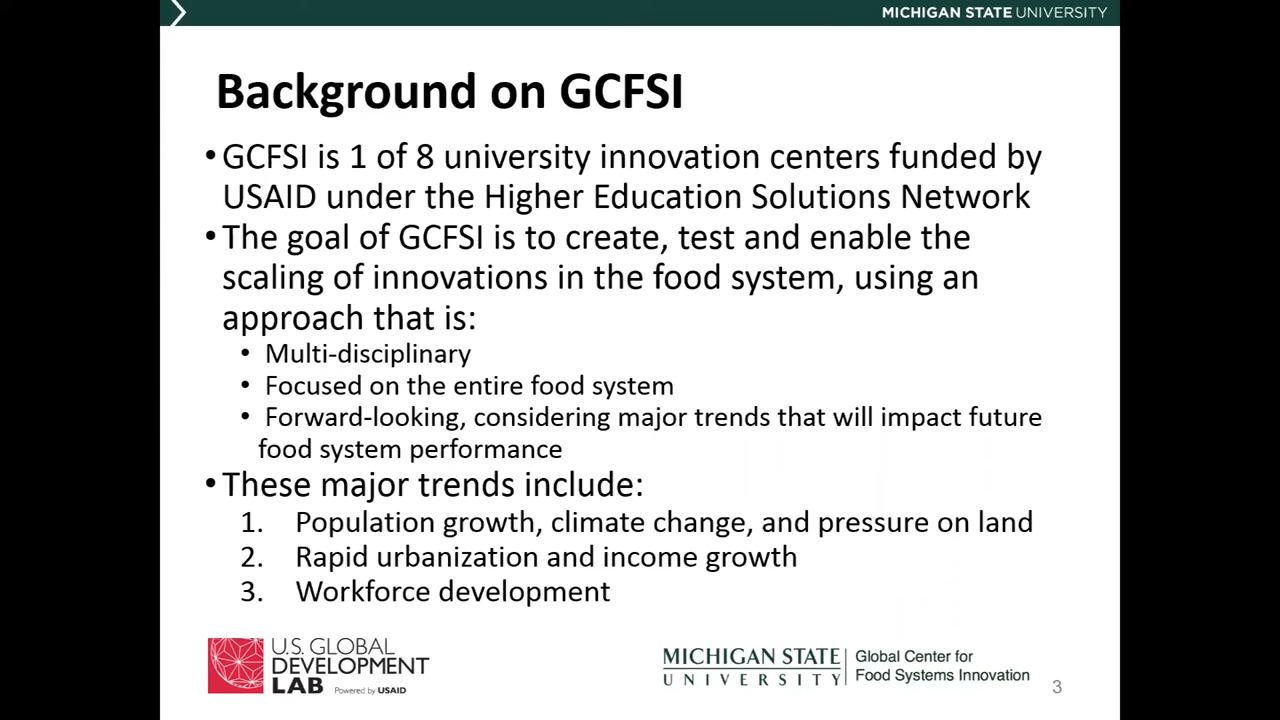 MICHIGAN STATE UNIVERSITY
Background on GCFSI
• GCFSI is 1 of 8 university innovation centers funded by
USAID under the Higher Education Solutions Network
• The goal of GCFSI is to create, test and enable the
scaling of innovations in the food system, using an
approach that is:
• Multi-disciplinary
• Focused on the entire food system
• Forward-looking, considering major trends that will impact future
food system performance
• These major trends include:
1. Population growth, climate change, and pressure on land
2. Rapid urbanization and income growth
3. Workforce development
U.S. GLOBAL
DEVELOPMENT
LAB Powered by USAID
MICHIGAN STATE
UNIVERSITY
Global Center for
Food Systems Innovation
3